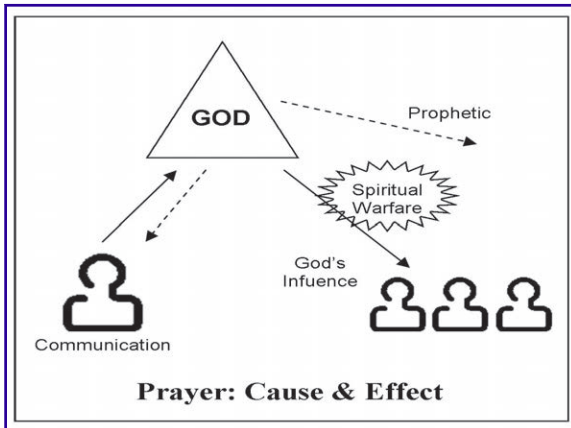 GOD
Prophetic
Spiritual
Warfare
God's
Infuence
Communication
Prayer: Cause & Effect